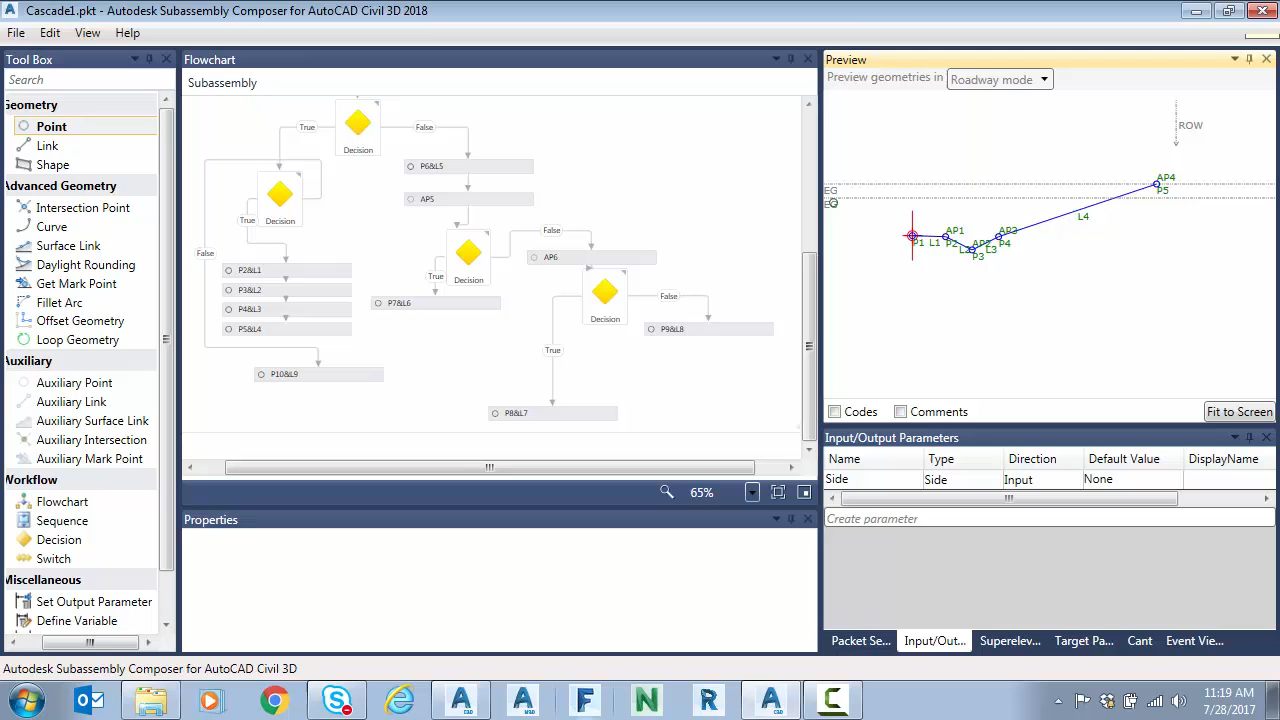 Cascade1.pkt - Autodesk Subassembly Composer for AutoCAD Civil 3D 2018
File Edit View Help
Tool Box
Search
Geometry
Point
Link
Shape
Advanced Geometry
Intersection Point
Curve
Surface Link
Daylight Rounding
Get Mark Point
Fillet Arc
Offset Geometry
Loop Geometry
Auxiliary
Auxiliary Point
Auxiliary Link
Auxiliary Surface Link
Auxiliary Intersection
Auxiliary Mark Point
Workflow
Flowchart
Sequence
Decision
Switch
Miscellaneous
Set Output Parameter
Define Variable
Flowchart
Subassembly
True
False
Decision
P6&L5
AP5
Decision
True
False
False
Decision
True
AP6
P2&L1
P3&L2
P4&L3
P5&L4
P7&L6
Decision
False
P9&L8
True
P10&L9
P8&L7
65%
Properties
Preview
Preview geometries in Roadway mode
ROW
EG
EG
AP4
P5
L4
AP1
AP3
P1 L1 P2 L2 AP2 L3 P4
P3
Codes Comments Fit to Screen
Input/Output Parameters
Name Type Direction Default Value DisplayName
Side Side Input None
Create parameter
Packet Se... Input/Out... Superelev... Target Pa... Cant Event Vie...
Autodesk Subassembly Composer for AutoCAD Civil 3D
11:19 AM
7/28/2017